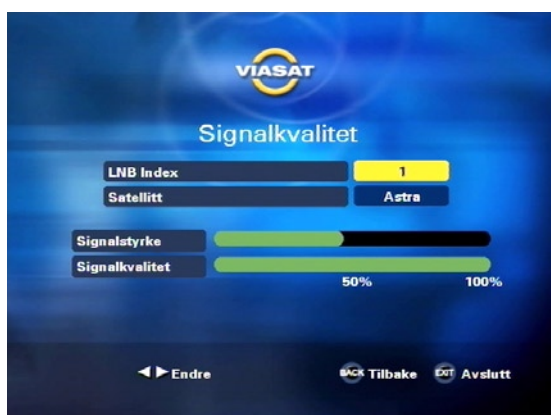 VIASAT
Signalkvalitet
LNB Index 1
Satellitt Astra
Signalstyrke
Signalkvalitet
50% 100%
◄ ► Endre BACK Tilbake EXIT Avslutt